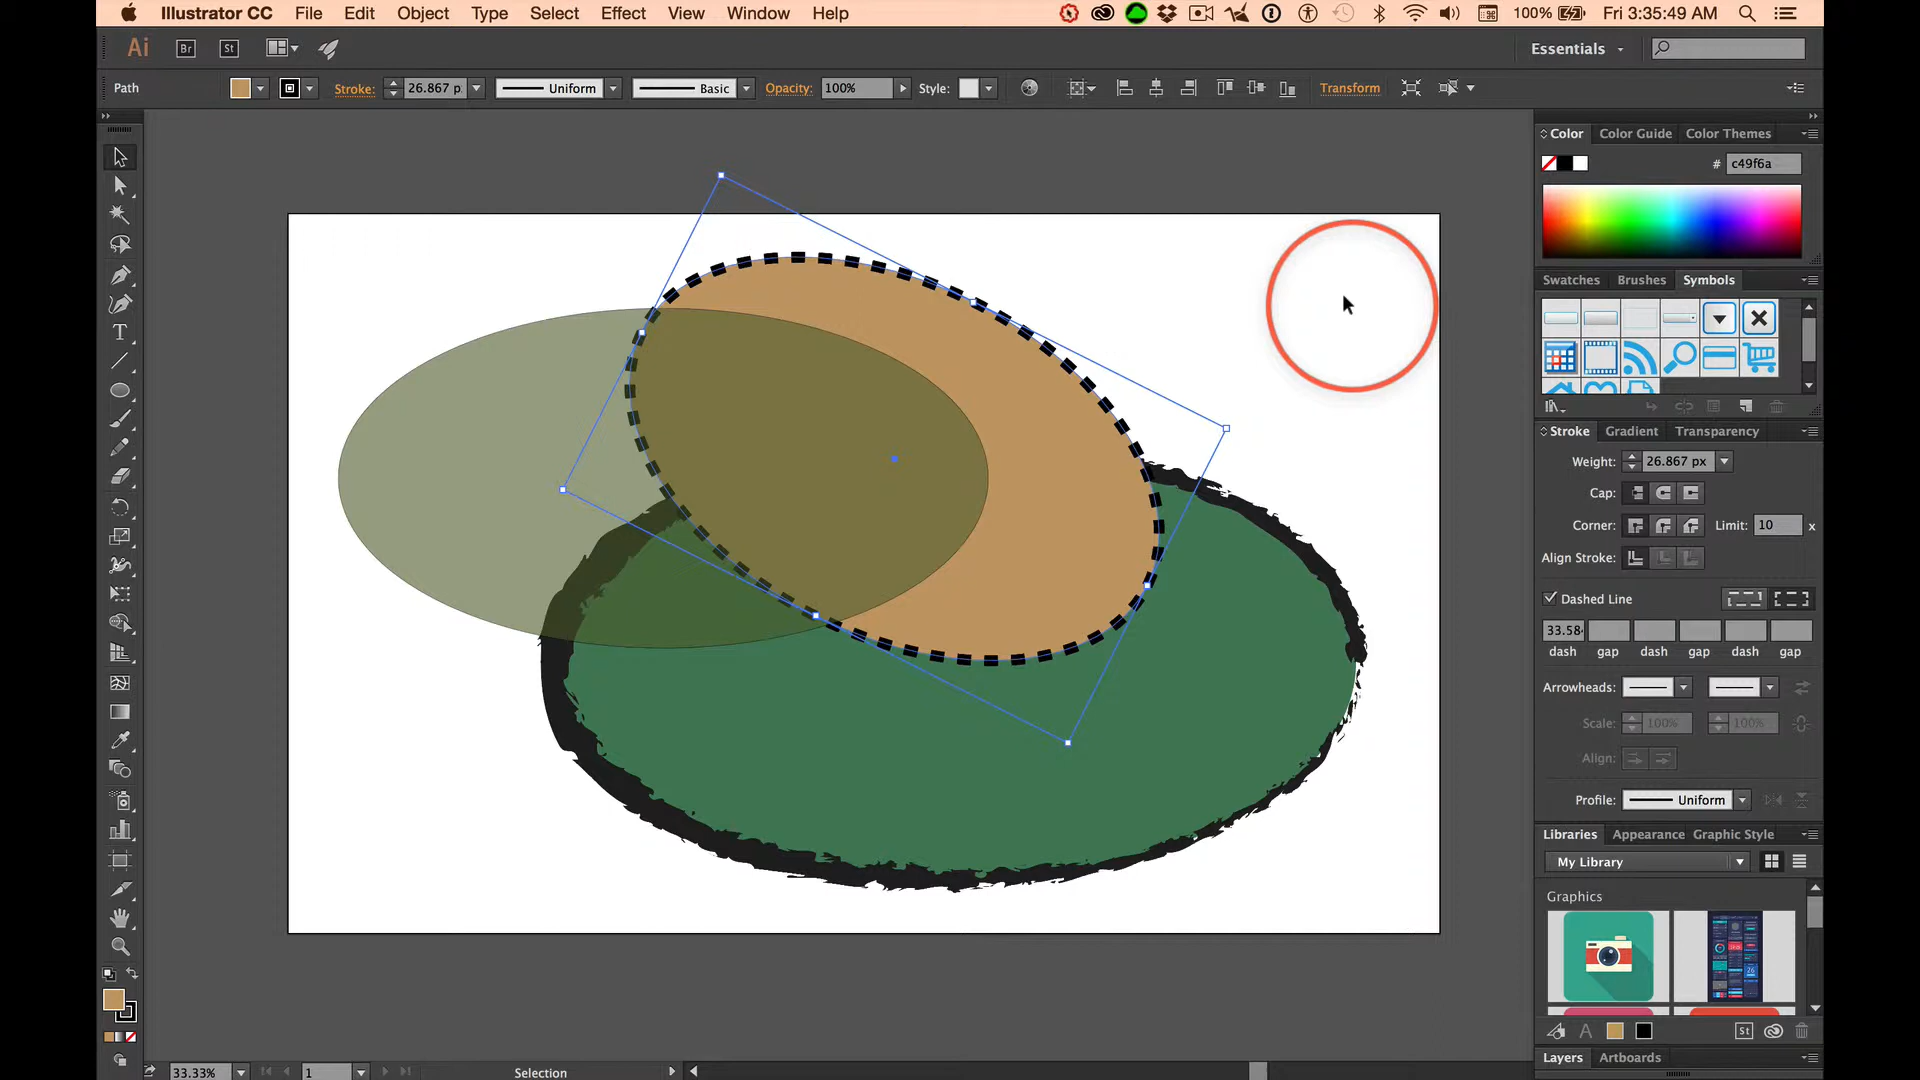 Illustrator CC File Edit Object Type Select Effect View Window Help 100% Fri 3:35:49 AM
Ai Br St Essentials
Path Stroke: 26.867 p Uniform Basic Opacity: 100% Style: Transform
Color Color Guide Color Themes
# c49f6a
Swatches Brushes Symbols
Stroke Gradient Transparency
Weight: 26.867 px
Cap:
Corner: Limit: 10 x
Align Stroke:
Dashed Line
33.58
dash gap dash gap dash gap
Arrowheads:
Scale: 100% 100%
Align:
Profile: Uniform
Libraries Appearance Graphic Style
My Library
Graphics
26
A St
Layers Artboards
33.33% 1 Selection
T